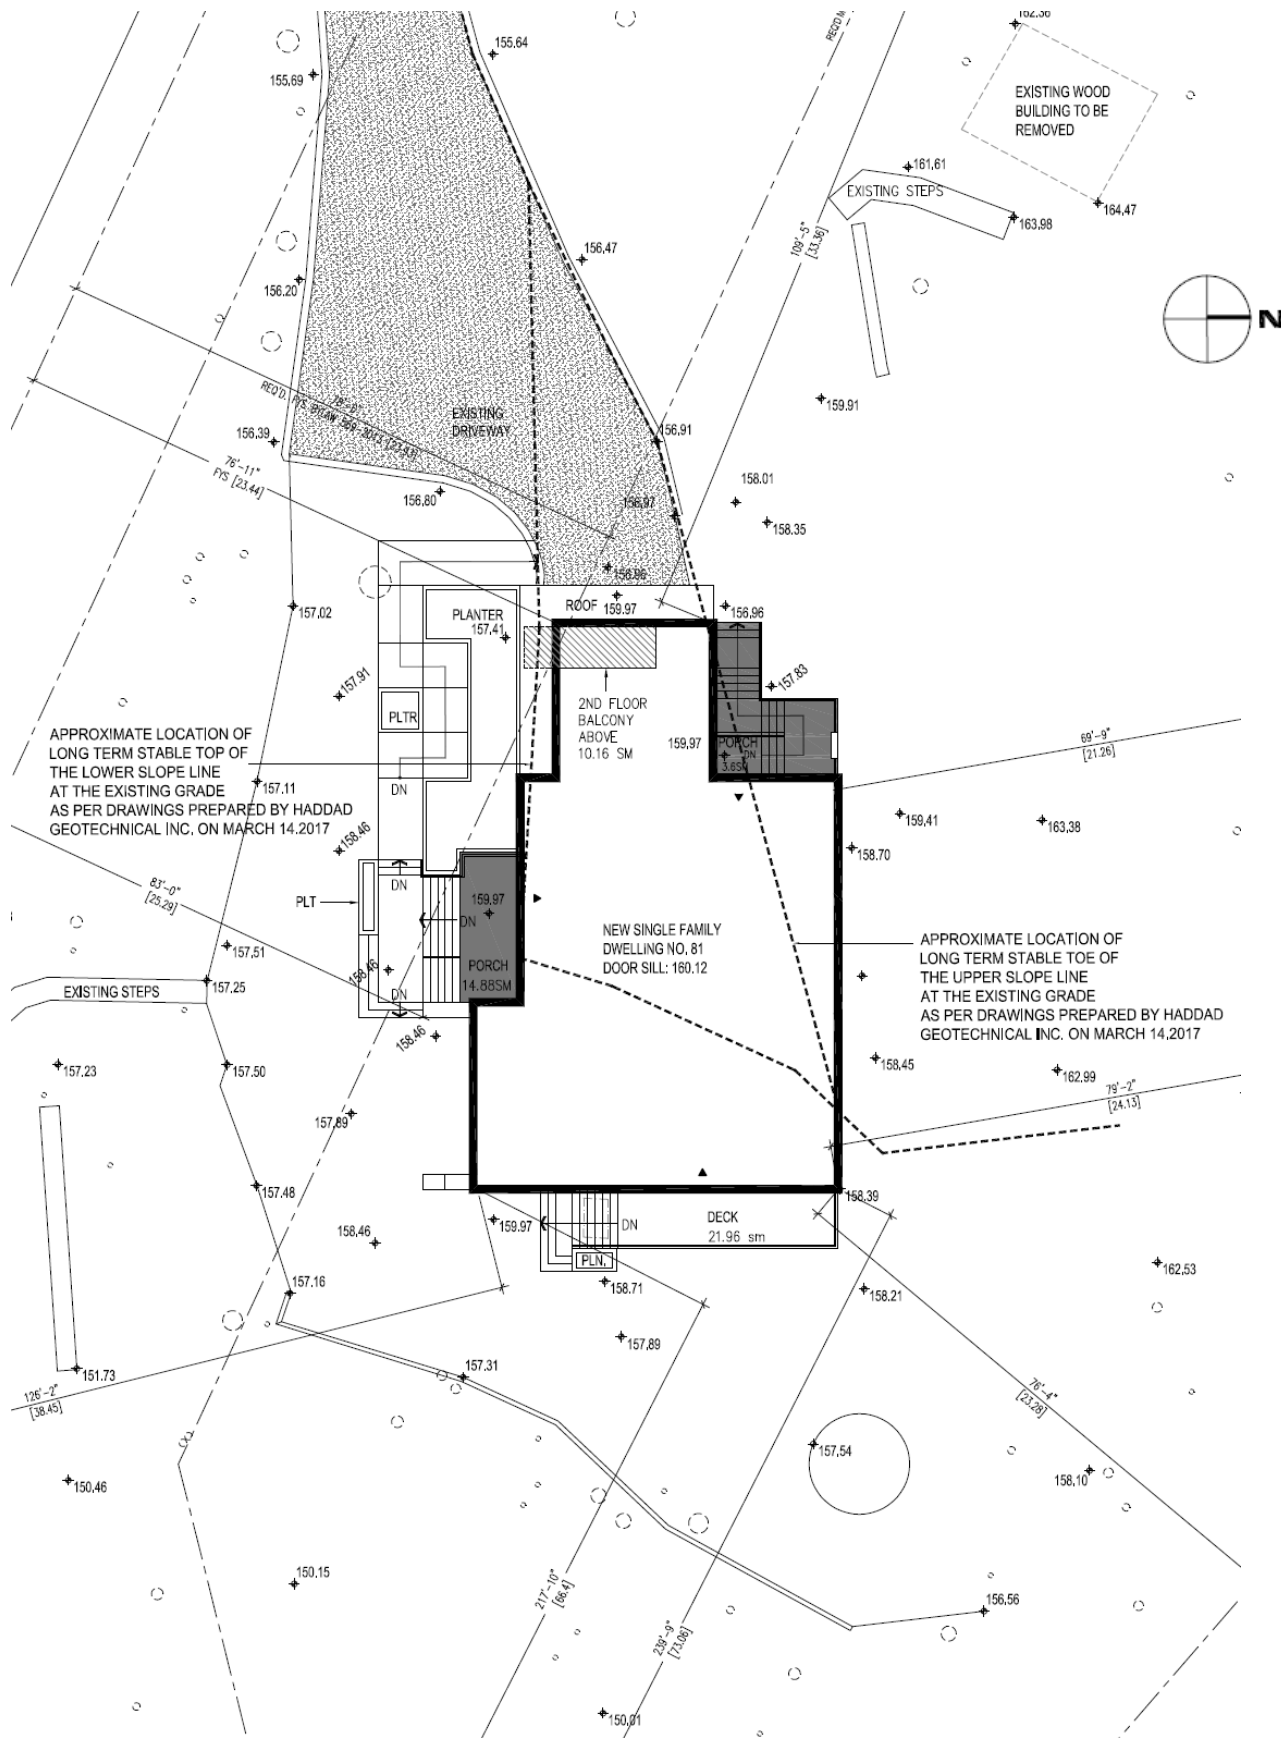 162.36
155.64
REQ'D
155.69
EXISTING WOOD
BUILDING TO BE
REMOVED
161.61
EXISTING STEPS
164.47
163.98
109'-5"
[33.36]
156.47
156.20
N
78'-6"
REQ'D. FYS BYLAW 569-2013 [23.93]
159.91
EXISTING
DRIVEWAY
156.39
156.91
76'-11"
FYS [23.44]
156.80
158.01
156.97
158.35
156.96
157.02
ROOF
159.97
156.96
PLANTER
157.41
157.91
157.83
2ND FLOOR
BALCONY
ABOVE
10.16 SM
PLTR
APPROXIMATE LOCATION OF
LONG TERM STABLE TOP OF
THE LOWER SLOPE LINE
AT THE EXISTING GRADE
AS PER DRAWINGS PREPARED BY HADDAD
GEOTECHNICAL INC. ON MARCH 14.2017
157.11
159.97
PORCH
DN
69'-9"
[21.26]
DN
158.46
159.41
163.38
158.70
83'-0"
[25.29]
DN
PLT
159.97
DN
NEW SINGLE FAMILY
DWELLING NO. 81
DOOR SILL: 160.12
APPROXIMATE LOCATION OF
LONG TERM STABLE TOE OF
THE UPPER SLOPE LINE
AT THE EXISTING GRADE
AS PER DRAWINGS PREPARED BY HADDAD
GEOTECHNICAL INC. ON MARCH 14.2017
157.51
PORCH
14.88SM
158.46
DN
157.25
EXISTING STEPS
158.46
157.23
157.50
158.45
162.99
79'-2"
[24.13]
157.89
157.48
158.39
159.97
DN
DECK
21.96 sm
158.46
PLN.
162.53
158.71
157.16
158.21
157.89
151.73
157.31
126'-2"
[38.45]
76'-4"
[23.28]
157.54
150.46
158.10
150.15
156.56
217'-10"
[66.4]
239'-9"
[73.06]
150.01